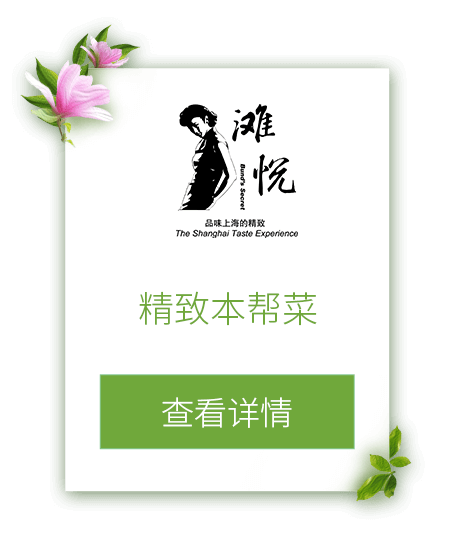 滩悦
Bund's Secret
品味上海的精致
The Shanghai Taste Experience
精致本帮菜
查看详情